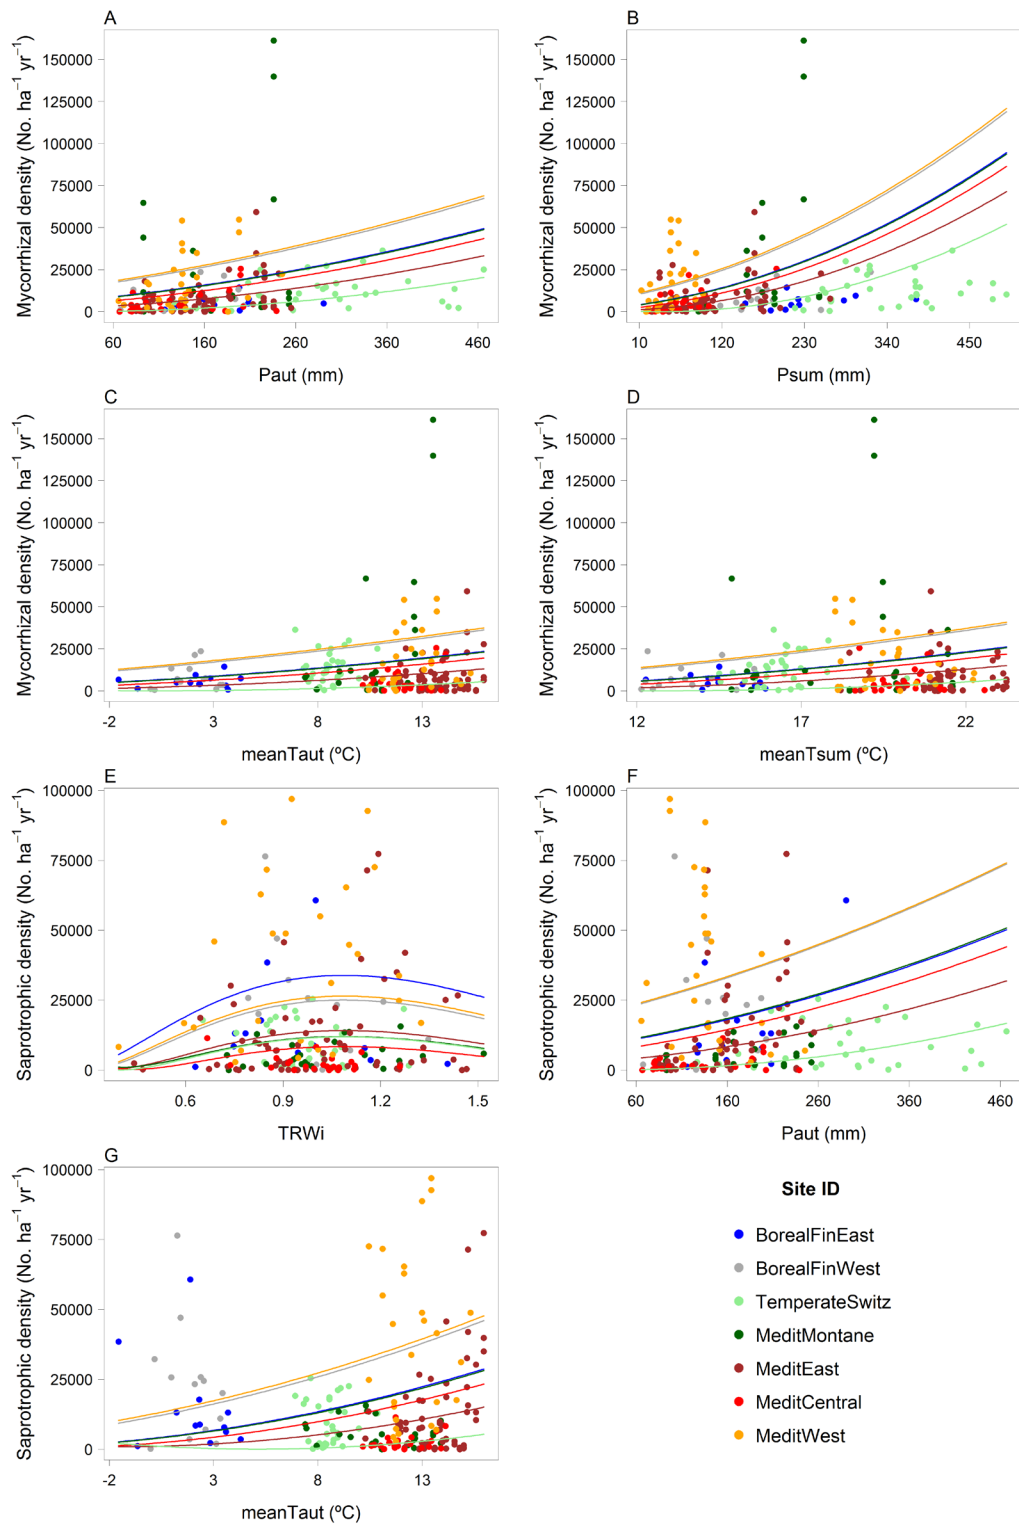 A
Mycorrhizal density (No. ha⁻¹ yr⁻¹)
150000
125000
100000
75000
50000
25000
0
60 160 260 360 460
Paut (mm)
B
Mycorrhizal density (No. ha⁻¹ yr⁻¹)
150000
125000
100000
75000
50000
25000
0
10 120 230 340 450
Psum (mm)
C
Mycorrhizal density (No. ha⁻¹ yr⁻¹)
150000
125000
100000
75000
50000
25000
0
-2 3 8 13
meanTaut (ºC)
D
Mycorrhizal density (No. ha⁻¹ yr⁻¹)
150000
125000
100000
75000
50000
25000
0
12 17 22
meanTsum (ºC)
E
Saprotrophic density (No. ha⁻¹ yr⁻¹)
100000
75000
50000
25000
0
0.6 0.9 1.2 1.5
TRWi
F
Saprotrophic density (No. ha⁻¹ yr⁻¹)
100000
75000
50000
25000
0
60 160 260 360 460
Paut (mm)
G
Saprotrophic density (No. ha⁻¹ yr⁻¹)
100000
75000
50000
25000
0
-2 3 8 13
meanTaut (ºC)
Site ID
BorealFinEast
BorealFinWest
TemperateSwitz
MeditMontane
MeditEast
MeditCentral
MeditWest